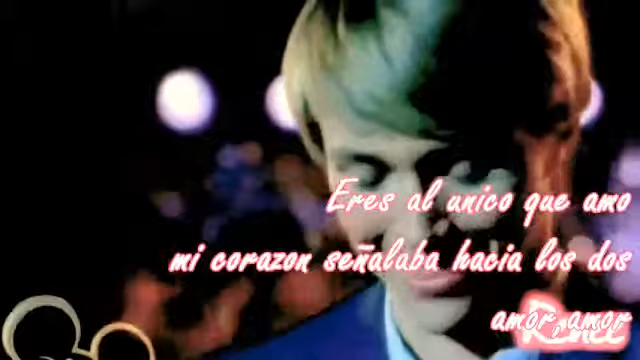 Eres al unico que amo
mi corazon señalaba hacia los dos
amor, amor